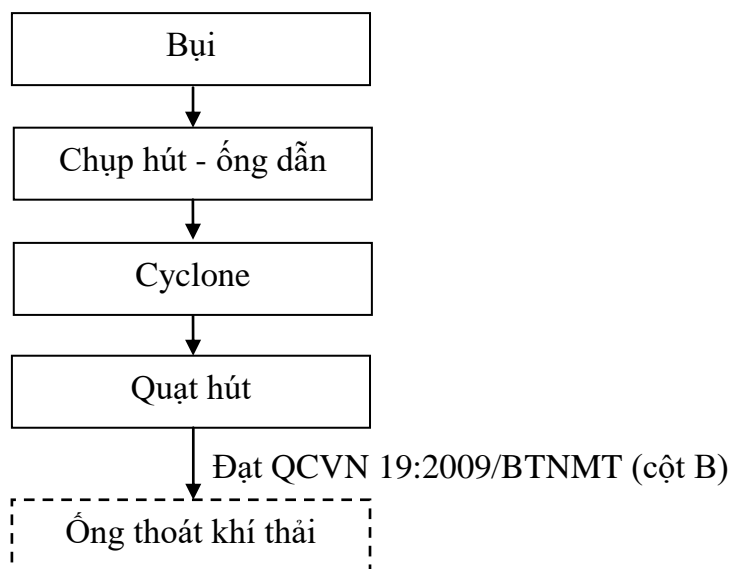 Bụi
Chụp hút - ống dẫn
Cyclone
Quạt hút
Đạt QCVN 19:2009/BTNMT (cột B)
Ống thoát khí thải